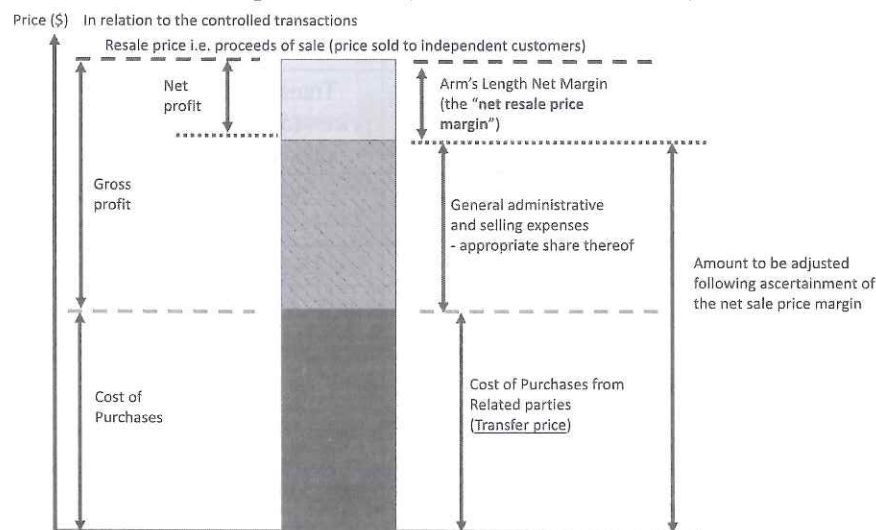 Price ($) In relation to the controlled transactions
Resale price i.e. proceeds of sale (price sold to independent customers)
Net
profit
Arm's Length Net Margin
(the "net resale price
margin")
Gross
profit
General administrative
and selling expenses
- appropriate share thereof
Amount to be adjusted
following ascertainment of
the net sale price margin
Cost of
Purchases
Cost of Purchases from
Related parties
(Transfer price)